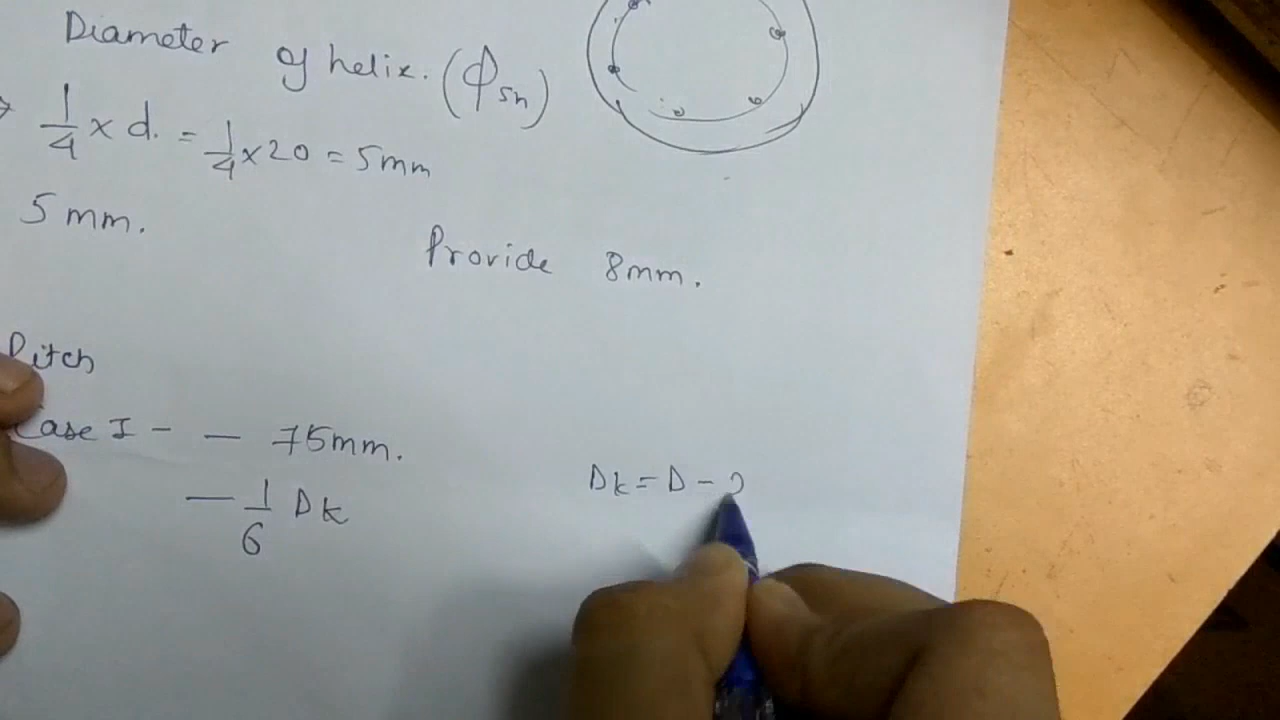 Diameter of helix. (ϕsh)
1/4 x d. = 1/4 x 20 = 5mm
5 mm.
Provide 8mm.
Pitch
Case I - - 75mm.
- 1/6 Dk
Dk = D - 2